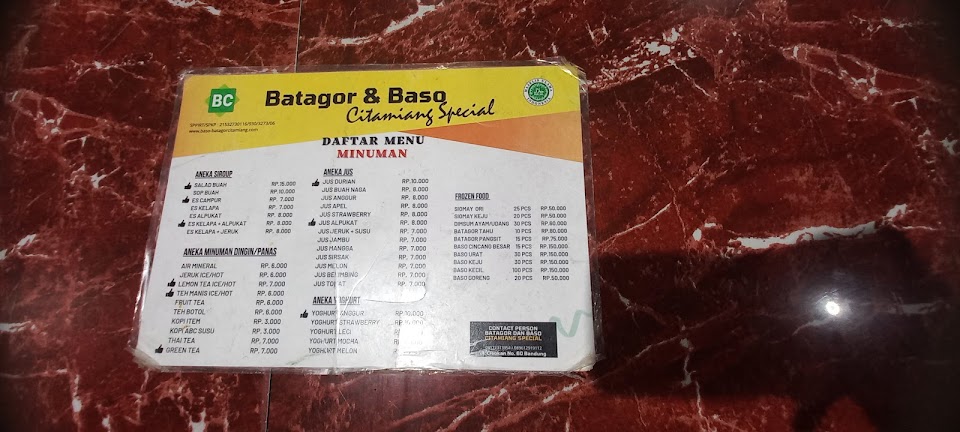 BC
Batagor & Baso
Citamiang Special
www.baso-batagorcitamiang.com
DAFTAR MENU
MINUMAN
ANEKA SIROUP
SALAD BUAH RP.15.000
SOP BUAH RP.10.000
ES CAMPUR RP. 7.000
ES KELAPA RP. 7.000
ES ALPUKAT RP. 8.000
ES KELAPA + ALPUKAT RP. 8.000
ES KELAPA + JERUK RP. 8.000
ANEKA MINUMAN DINGIN/PANAS
AIR MINERAL RP. 6.000
JERUK ICE/HOT RP. 6.000
LEMON TEA ICE/HOT RP. 7.000
TEH MANIS ICE/HOT RP. 6.000
FRUIT TEA RP. 6.000
TEH BOTOL RP. 6.000
KOPI ITEM RP. 3.000
KOPI ABC SUSU RP. 3.000
THAI TEA RP. 7.000
GREEN TEA RP. 7.000
ANEKA JUS
JUS DURIAN RP.10.000
JUS BUAH NAGA RP. 8.000
JUS ANGGUR RP. 8.000
JUS APEL RP. 8.000
JUS STRAWBERRY RP. 8.000
JUS ALPUKAT RP. 8.000
JUS JERUK + SUSU RP. 7.000
JUS JAMBU RP. 7.000
JUS MANGGA RP. 7.000
JUS SIRSAK RP. 7.000
JUS MELON RP. 7.000
JUS BELIMBING RP. 7.000
JUS TOMAT RP. 7.000
ANEKA YOGHURT
YOGHURT ANGGUR RP. 10.000
YOGHURT STRAWBERRY 10.000
YOGHURT LECI
YOGHURT MOCHA
YOGHURT MELON
FROZEN FOOD
SIOMAY ORI 25 PCS RP.50.000
SIOMAY KEJU 20 PCS RP.50.000
DIMSUM AYAM/UDANG 30 PCS RP.60.000
BATAGOR TAHU 10 PCS RP.80.000
BATAGOR PANGSIT 15 PCS RP.75.000
BASO CINCANG BESAR 15 PCS RP.150.000
BASO URAT 30 PCS RP.150.000
BASO KEJU 30 PCS RP.150.000
BASO KECIL 100 PCS RP.150.000
BASO GORENG 20 PCS RP.50.000
CONTACT PERSON
BATAGOR DAN BASO
CITAMIANG SPECIAL
No. 8D Bandung